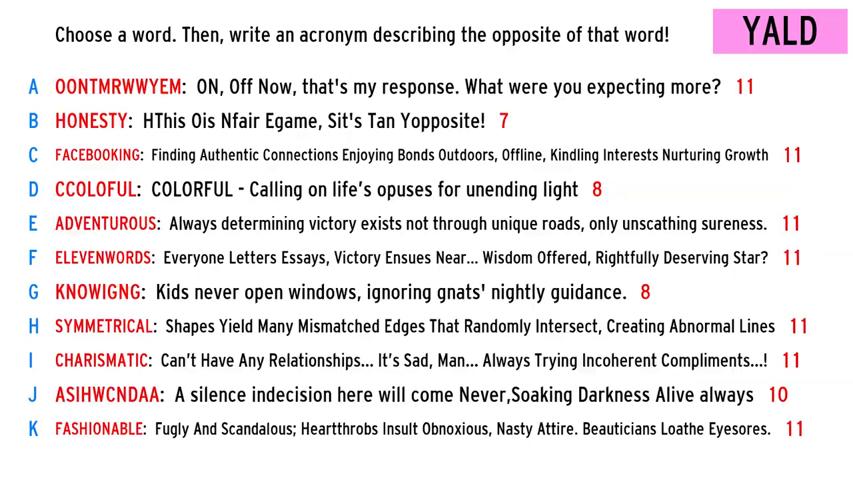 Choose a word. Then, write an acronym describing the opposite of that word!
YALD
A OONTMRWWYEM: ON, Off Now, that's my response. What were you expecting more? 11
B HONESTY: HThis Ois Nfair Egame, Sit's Tan Yopposite! 7
C FACEBOOKING: Finding Authentic Connections Enjoying Bonds Outdoors, Offline, Kindling Interests Nurturing Growth 11
D CCOLOFUL: COLORFUL - Calling on life's opuses for unending light 8
E ADVENTUROUS: Always determining victory exists not through unique roads, only unscathing sureness. 11
F ELEVENWORDS: Everyone Letters Essays, Victory Ensues Near... Wisdom Offered, Rightfully Deserving Star? 11
G KNOWIGNG: Kids never open windows, ignoring gnats' nightly guidance. 8
H SYMMETRICAL: Shapes Yield Many Mismatched Edges That Randomly Intersect, Creating Abnormal Lines 11
I CHARISMATIC: Can't Have Any Relationships... It's Sad, Man... Always Trying Incoherent Compliments...! 11
J ASIHWCNDAA: A silence indecision here will come Never,Soaking Darkness Alive always 10
K FASHIONABLE: Fugly And Scandalous; Heartthrobs Insult Obnoxious, Nasty Attire. Beauticians Loathe Eyesores. 11